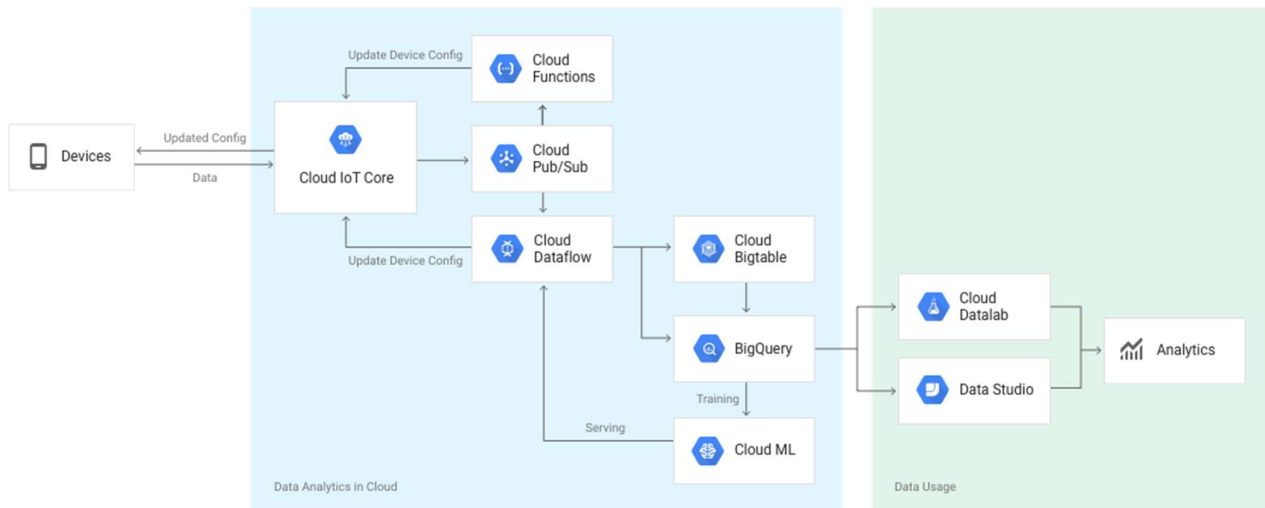 Update Device Config
Cloud
Functions
Updated Config
Devices
Data
Cloud IoT Core
Cloud
Pub/Sub
Update Device Config
Cloud
Dataflow
Cloud
Bigtable
BigQuery
Training
Serving
Cloud ML
Data Analytics in Cloud
Cloud
Datalab
Data Studio
Analytics
Data Usage